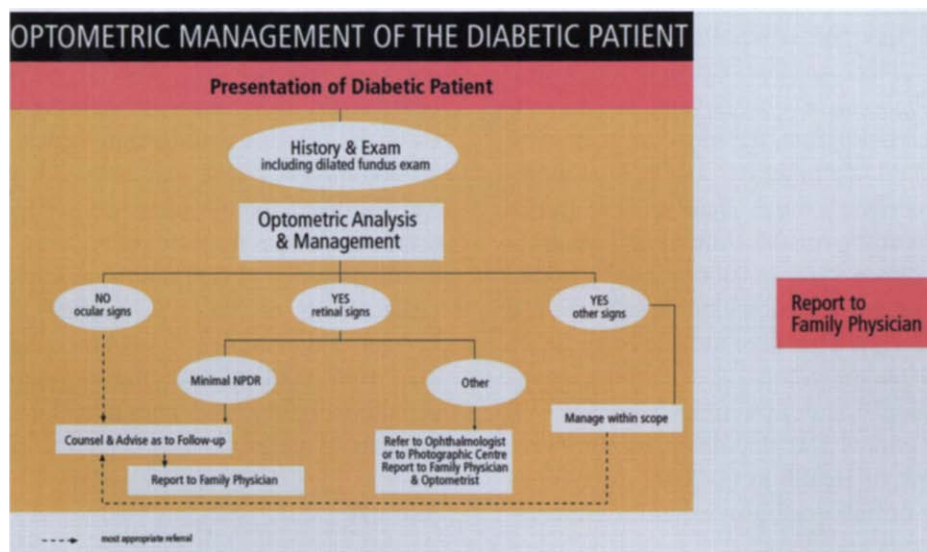 OPTOMETRIC MANAGEMENT OF THE DIABETIC PATIENT
Presentation of Diabetic Patient
History & Exam
including dilated fundus exam
Optometric Analysis
& Management
NO
ocular signs
YES
retinal signs
YES
other signs
Report to
Family Physician
Minimal NPDR
Other
Manage within scope
Counsel & Advise as to Follow-up
Refer to Ophthalmologist
or to Photographic Centre
Report to Family Physician
& Optometrist
Report to Family Physician
most appropriate referral